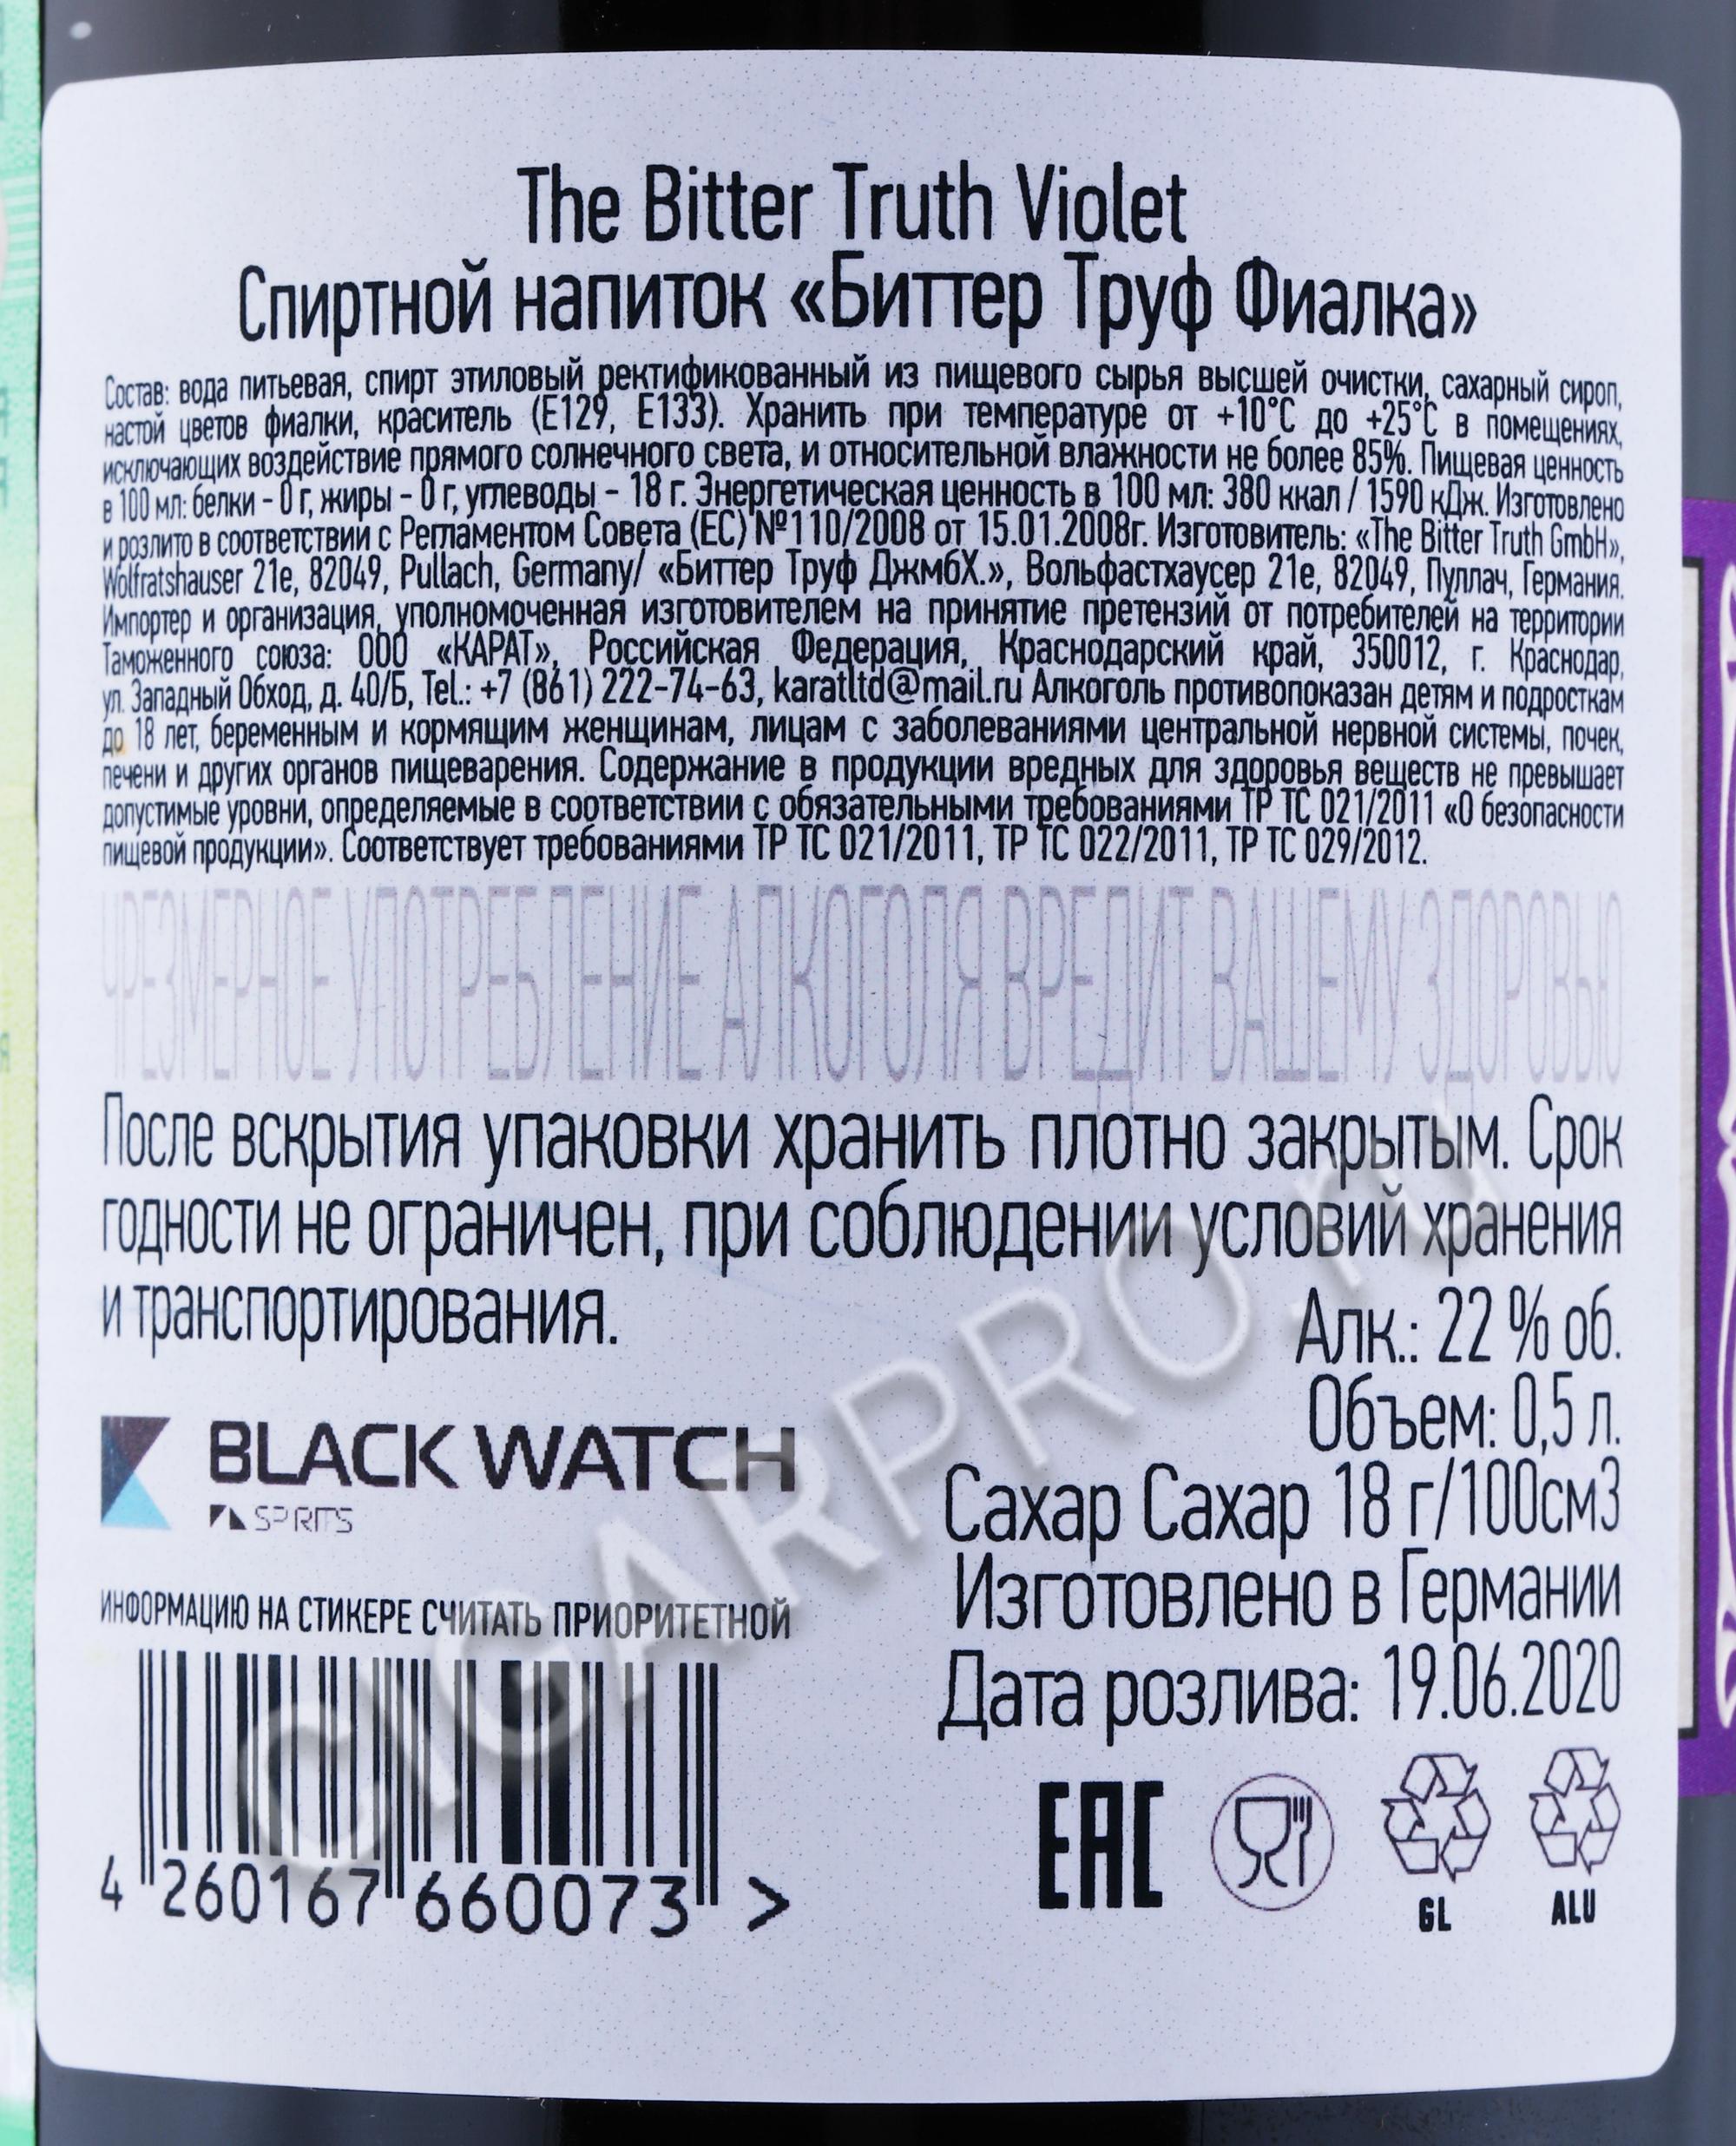 The Bitter Truth Violet
Спиртной напиток «Биттер Труф Фиалка»
Состав: вода питьевая, спирт этиловый ректификованный из пищевого сырья высшей очистки, сахарный сироп,
настой цветов фиалки, краситель (Е129, Е133). Хранить при температуре от +10°С до +25°С в помещениях,
исключающих воздействие прямого солнечного света, и относительной влажности не более 85%. Пищевая ценность
в 100 мл: белки - 0 г, жиры - 0 г, углеводы - 18 г. Энергетическая ценность в 100 мл: 380 ккал / 1590 кДж. Изготовлено
и розлито в соответствии с Регламентом Совета (ЕС) №110/2008 от 15.01.2008г. Изготовитель: «The Bitter Truth GmbH»,
Wolfratshauser 21e, 82049, Pullach, Germany/ «Биттер Труф ДжмбХ.», Вольфастхаусер 21е, 82049, Пуллач, Германия.
Импортер и организация, уполномоченная изготовителем на принятие претензий от потребителей на территории
Таможенного союза: ООО «КАРАТ», Российская Федерация, Краснодарский край, 350012, г. Краснодар,
ул. Западный Обход, д. 40/Б, Tel.: +7 (861) 222-74-63, karatltd@mail.ru Алкоголь противопоказан детям и подросткам
до 18 лет, беременным и кормящим женщинам, лицам с заболеваниями центральной нервной системы, почек,
печени и других органов пищеварения. Содержание в продукции вредных для здоровья веществ не превышает
допустимые уровни, определяемые в соответствии с обязательными требованиями ТР ТС 021/2011 «О безопасности
пищевой продукции». Соответствует требованиями ТР ТС 021/2011, ТР ТС 022/2011, ТР ТС 029/2012.
ЧРЕЗМЕРНОЕ УПОТРЕБЛЕНИЕ АЛКОГОЛЯ ВРЕДИТ ВАШЕМУ ЗДОРОВЬЮ
После вскрытия упаковки хранить плотно закрытым. Срок
годности не ограничен, при соблюдении условий хранения
и транспортирования.
Алк.: 22 % об.
Объем: 0,5 л.
Сахар Сахар 18 г/100см3
Изготовлено в Германии
Дата розлива: 19.06.2020
BLACK WATCH
SPIRITS
ИНФОРМАЦИЮ НА СТИКЕРЕ СЧИТАТЬ ПРИОРИТЕТНОЙ
4 260167 660073 >
EAC
GL
ALU
CIGARPRO.ru